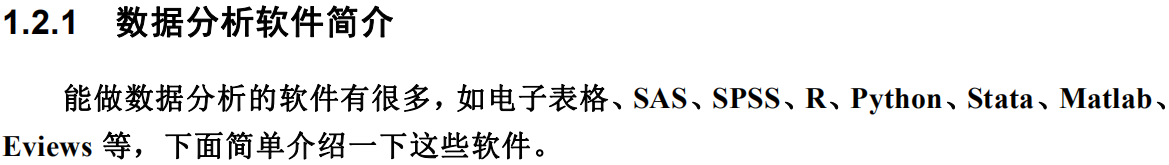 1.2.1 数据分析软件简介
能做数据分析的软件有很多，如电子表格、SAS、SPSS、R、Python、Stata、Matlab、
Eviews 等，下面简单介绍一下这些软件。